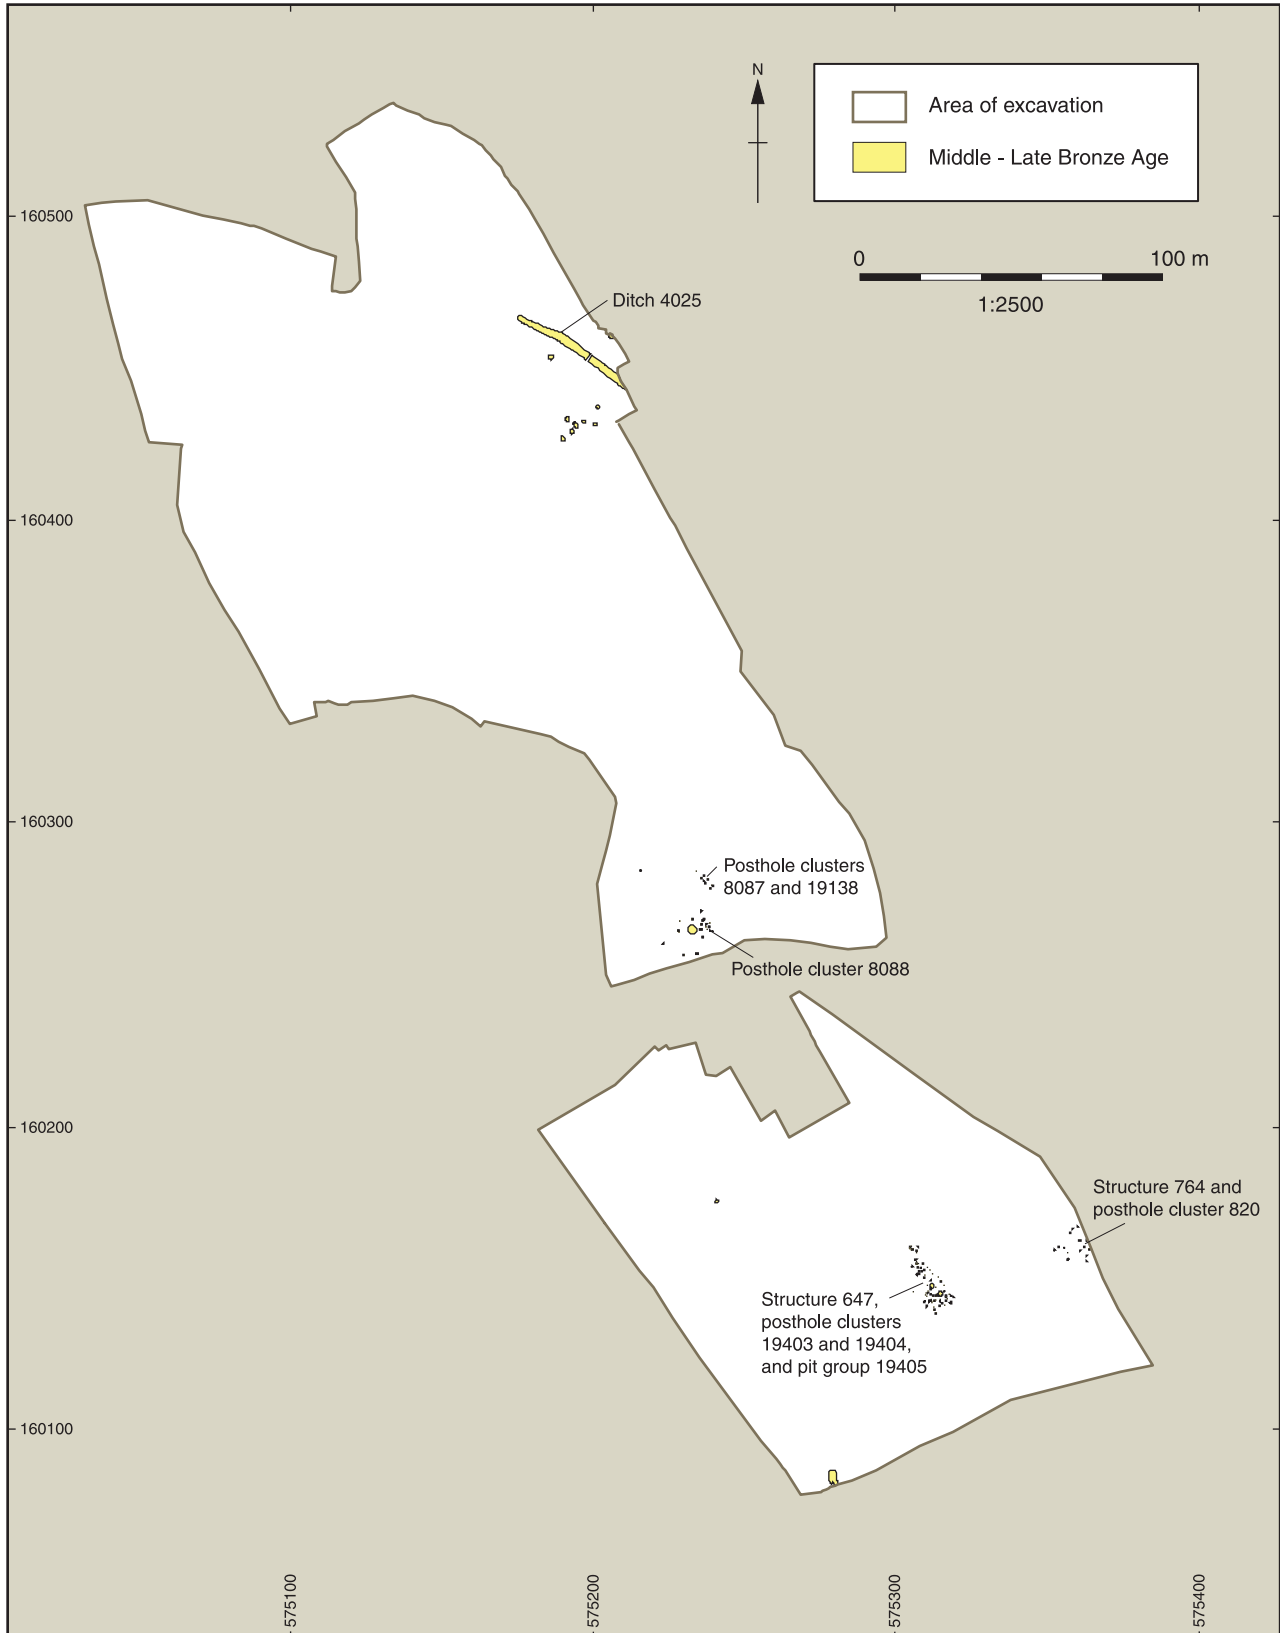 N
Area of excavation
Middle - Late Bronze Age
0 100 m
1:2500
160500
Ditch 4025
160400
160300
Posthole clusters
8087 and 19138
Posthole cluster 8088
160200
Structure 764 and
posthole cluster 820
Structure 647,
posthole clusters
19403 and 19404,
and pit group 19405
160100
575100
575200
575300
575400